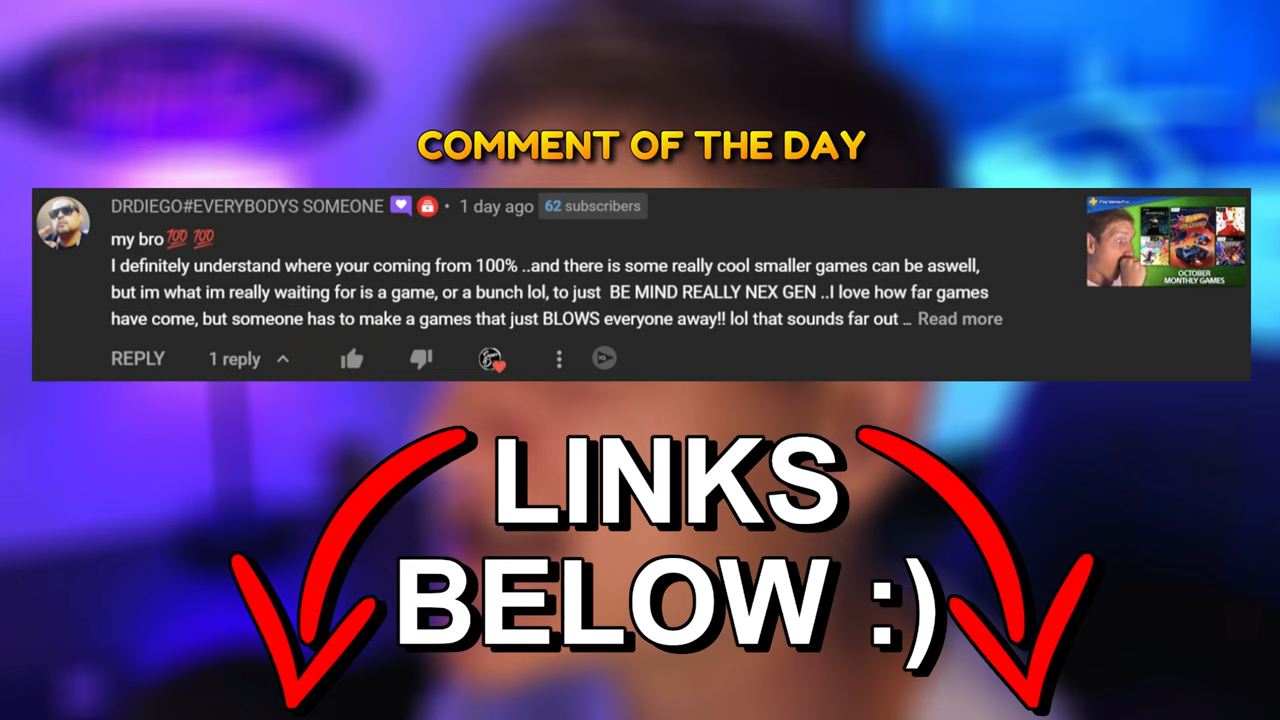 COMMENT OF THE DAY
DRDIEGO#EVERYBODYS SOMEONE • 1 day ago 62 subscribers
my bro💯 💯
I definitely understand where your coming from 100% ..and there is some really cool smaller games can be aswell,
but im what im really waiting for is a game, or a bunch lol, to just BE MIND REALLY NEX GEN ..I love how far games
have come, but someone has to make a games that just BLOWS everyone away!! lol that sounds far out ... Read more
REPLY 1 reply
OCTOBER
MONTHLY GAMES
LINKS
BELOW :)